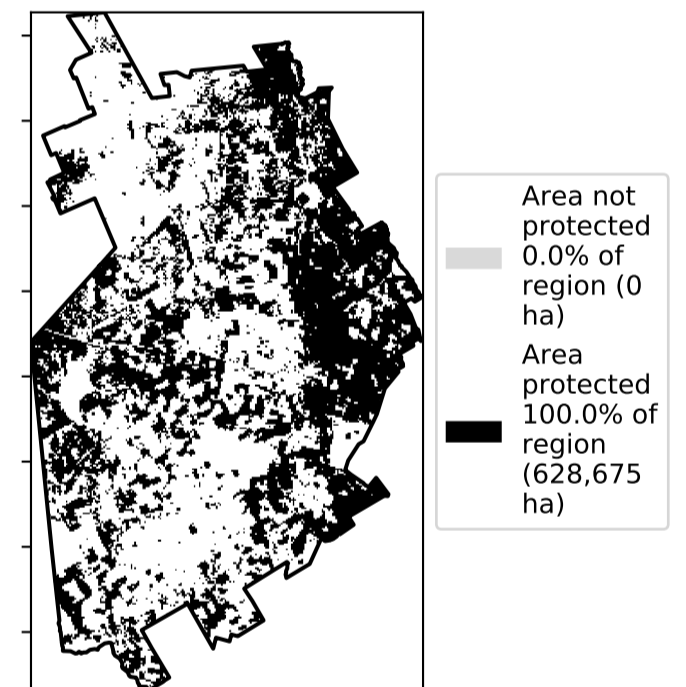 Area not
protected
0.0% of
region (0
ha)
Area
protected
100.0% of
region
(628,675
ha)